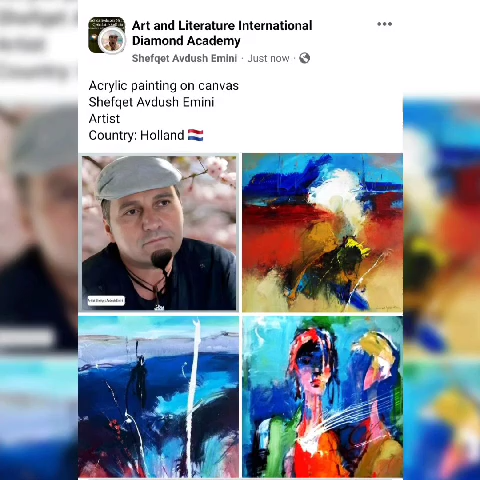 Art and Literature International
Diamond Academy
Shefqet Avdush Emini · Just now ·
Acrylic painting on canvas
Shefqet Avdush Emini
Artist
Country: Holland 🇳🇱